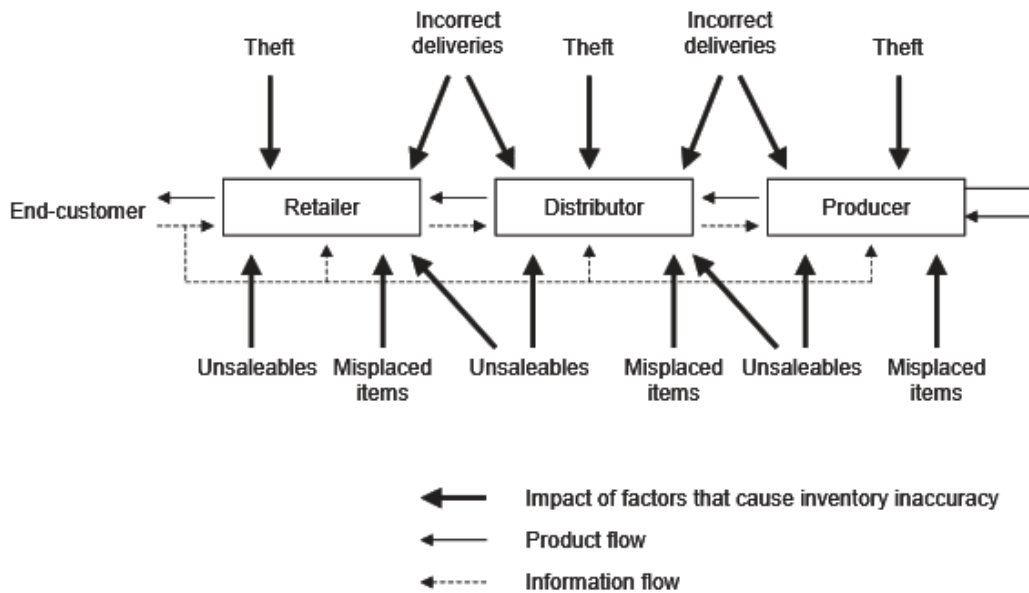 Theft
Incorrect
deliveries
Theft
Incorrect
deliveries
Theft
End-customer
Retailer
Distributor
Producer
Unsaleables
Misplaced
items
Unsaleables
Misplaced
items
Unsaleables
Misplaced
items
Impact of factors that cause inventory inaccuracy
Product flow
Information flow